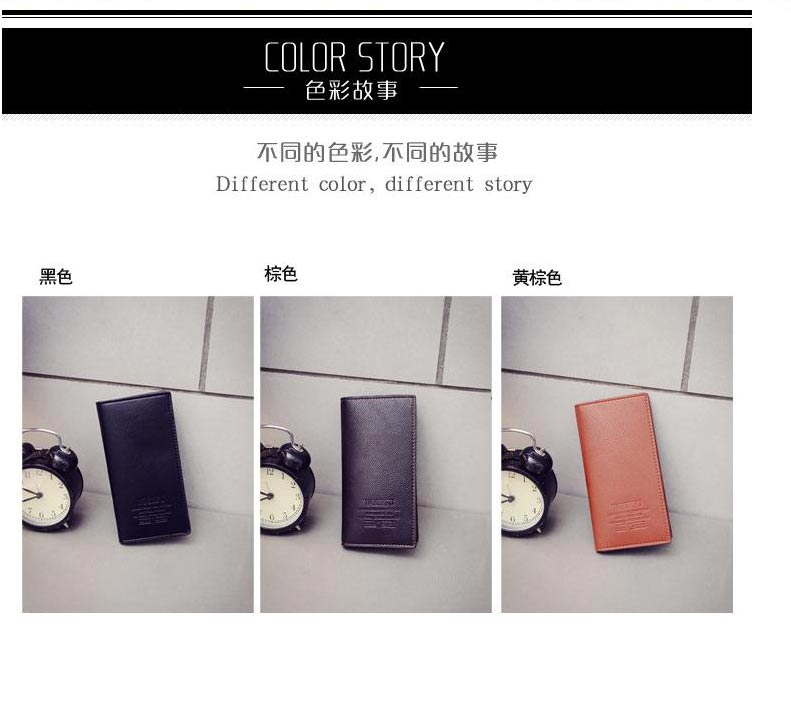 COLOR STORY
色彩故事
不同的色彩,不同的故事
Different color, different story
黑色
棕色
黄棕色